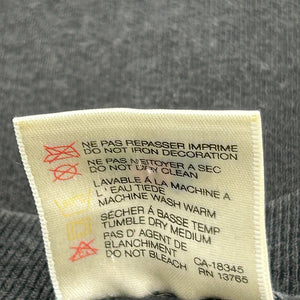 NE PAS REPASSER IMPRIME
DO NOT IRON DECORATION
NE PAS NETTOYER A SEC
DO NOT DRY CLEAN
LAVABLE A LA MACHINE A
L'EAU TIEDE
MACHINE WASH WARM
SÉCHER Á BASSE TEMP
TUMBLE DRY MEDIUM
PAS D' AGENT DE
BLANCHIMENT CA-18345
DO NOT BLEACH RN 13765